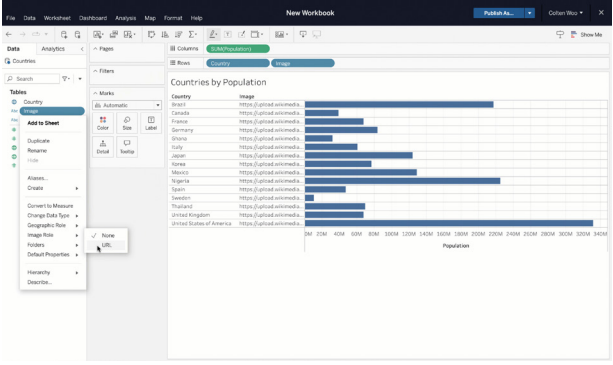 New Workbook
File Data Worksheet Dashboard Analysis Map Format Help
Publish As...
Colten Woo
Show Me
Data Analytics
Countries
Search
Tables
Country
Image
Add to Sheet
Duplicate
Rename
Hide
Aliases...
Create
Convert to Measure
Change Data Type
Geographic Role
Image Role
Folders
Default Properties
Hierarchy
Describe...
None
URL
Pages
Filters
Marks
Automatic
Color Size Label
Detail Tooltip
Columns SUM(Population)
Rows Country Image
Countries by Population
Country Image
Brazil https://upload.wikimedia...
Canada https://upload.wikimedia...
France https://upload.wikimedia...
Germany https://upload.wikimedia...
Ghana https://upload.wikimedia...
Italy https://upload.wikimedia...
Japan https://upload.wikimedia...
Korea https://upload.wikimedia...
Mexico https://upload.wikimedia...
Nigeria https://upload.wikimedia...
Spain https://upload.wikimedia...
Sweden https://upload.wikimedia...
Thailand https://upload.wikimedia...
United Kingdom https://upload.wikimedia...
United States of America https://upload.wikimedia...
0M 20M 40M 60M 80M 100M 120M 140M 160M 180M 200M 220M 240M 260M 280M 300M 320M 340M
Population